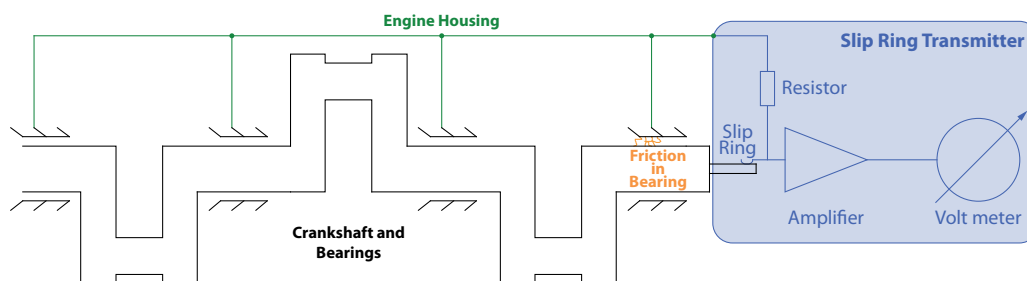 Engine Housing
Slip Ring Transmitter
Resistor
Slip
Ring
Friction
in
Bearing
Amplifier
Volt meter
Crankshaft and
Bearings